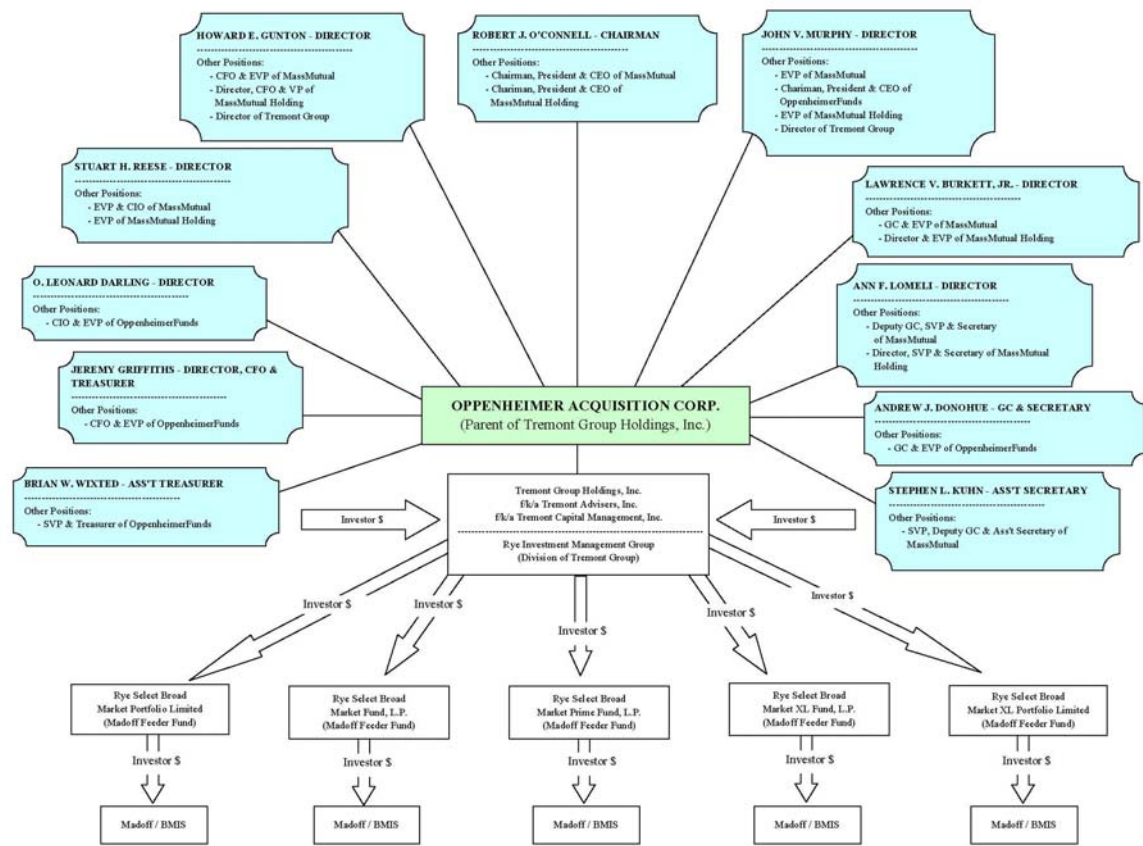 HOWARD E. GUNTON - DIRECTOR
Other Positions:
- CFO & EVP of MassMutual
- Director, CFO & VP of
MassMutual Holding
- Director of Tremont Group
ROBERT J. O'CONNELL - CHAIRMAN
Other Positions:
- Chairman, President & CEO of MassMutual
- Chariman, President & CEO of
MassMutual Holding
JOHN V. MURPHY - DIRECTOR
Other Positions:
- EVP of MassMutual
- Chariman, President & CEO of
OppenheimerFunds
- EVP of MassMutual Holding
- Director of Tremont Group
STUART H. REESE - DIRECTOR
Other Positions:
- EVP & CIO of MassMutual
- EVP of MassMutual Holding
LAWRENCE V. BURKETT, JR. - DIRECTOR
Other Positions:
- GC & EVP of MassMutual
- Director & EVP of MassMutual Holding
O. LEONARD DARLING - DIRECTOR
Other Positions:
- CIO & EVP of OppenheimerFunds
ANN F. LOMELI - DIRECTOR
Other Positions:
- Deputy GC, SVP & Secretary
of MassMutual
- Director, SVP & Secretary of MassMutual
Holding
JEREMY GRIFFITHS - DIRECTOR, CFO &
TREASURER
Other Positions:
- CFO & EVP of OppenheimerFunds
OPPENHEIMER ACQUISITION CORP.
(Parent of Tremont Group Holdings, Inc.)
ANDREW J. DONOHUE - GC & SECRETARY
Other Positions:
- GC & EVP of OppenheimerFunds
BRIAN W. WIXTED - ASS'T TREASURER
Other Positions:
- SVP & Treasurer of OppenheimerFunds
STEPHEN L. KUHN - ASS'T SECRETARY
Other Positions:
- SVP, Deputy GC & Ass't Secretary of
MassMutual
Investor $
Tremont Group Holdings, Inc.
f/k/a Tremont Advisers, Inc.
f/k/a Tremont Capital Management, Inc.
Rye Investment Management Group
(Division of Tremont Group)
Investor $
Investor $
Investor $
Investor $
Investor $
Investor $
Rye Select Broad
Market Portfolio Limited
(Madoff Feeder Fund)
Rye Select Broad
Market Fund, L.P.
(Madoff Feeder Fund)
Rye Select Broad
Market Prime Fund, L.P.
(Madoff Feeder Fund)
Rye Select Broad
Market XL Fund, L.P.
(Madoff Feeder Fund)
Rye Select Broad
Market XL Portfolio Limited
(Madoff Feeder Fund)
Investor $
Investor $
Investor $
Investor $
Investor $
Madoff / BMIS
Madoff / BMIS
Madoff / BMIS
Madoff / BMIS
Madoff / BMIS